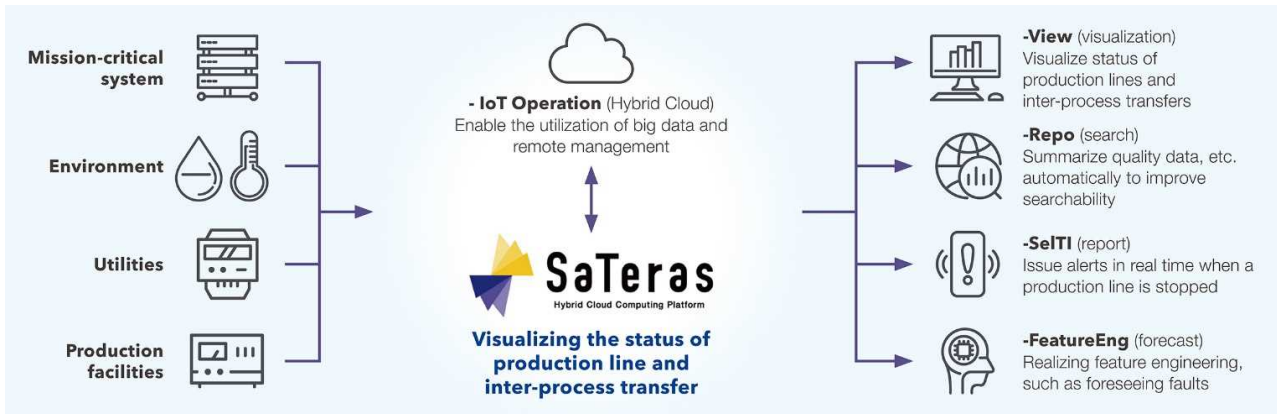 Mission-critical
system
Environment
Utilities
Production
facilities
- IoT Operation (Hybrid Cloud)
Enable the utilization of big data and
remote management
SaTeras
Hybrid Cloud Computing Platform
Visualizing the status of
production line and
inter-process transfer
-View (visualization)
Visualize status of
production lines and
inter-process transfers
-Repo (search)
Summarize quality data, etc.
automatically to improve
searchability
-SelTI (report)
Issue alerts in real time when a
production line is stopped
-FeatureEng (forecast)
Realizing feature engineering,
such as foreseeing faults